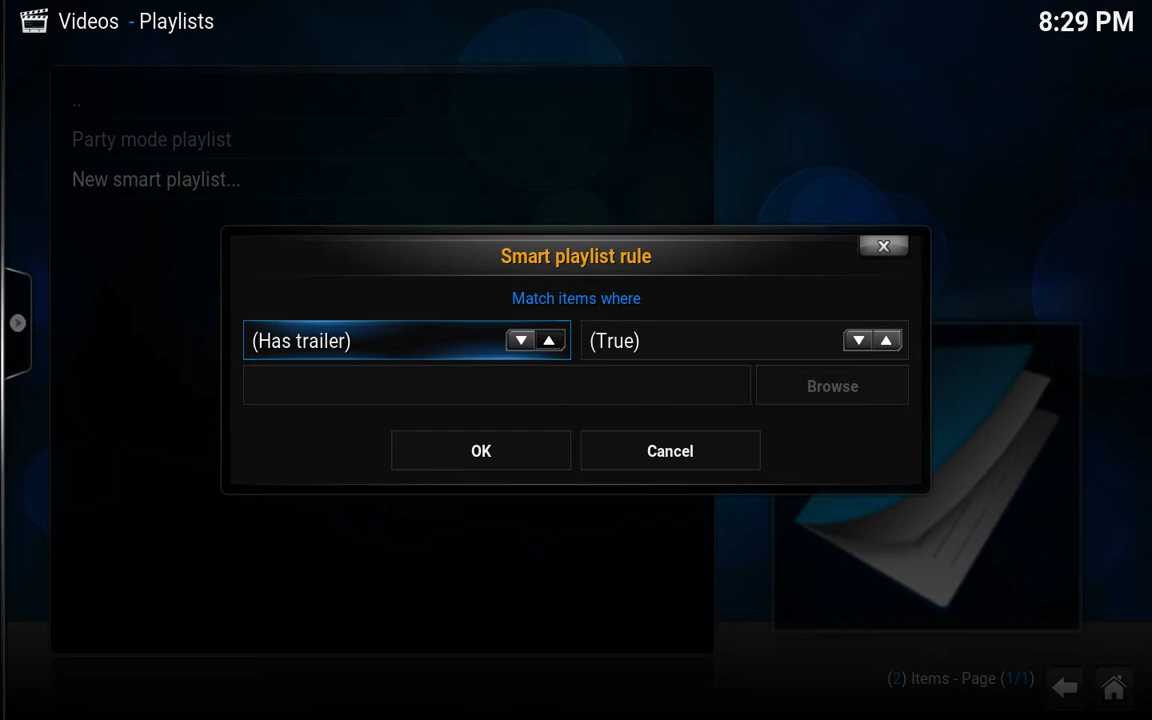 Videos - Playlists
8:29 PM
..
Party mode playlist
New smart playlist...
Smart playlist rule
x
Match items where
(Has trailer)
(True)
Browse
OK
Cancel
(2) Items - Page (1/1)